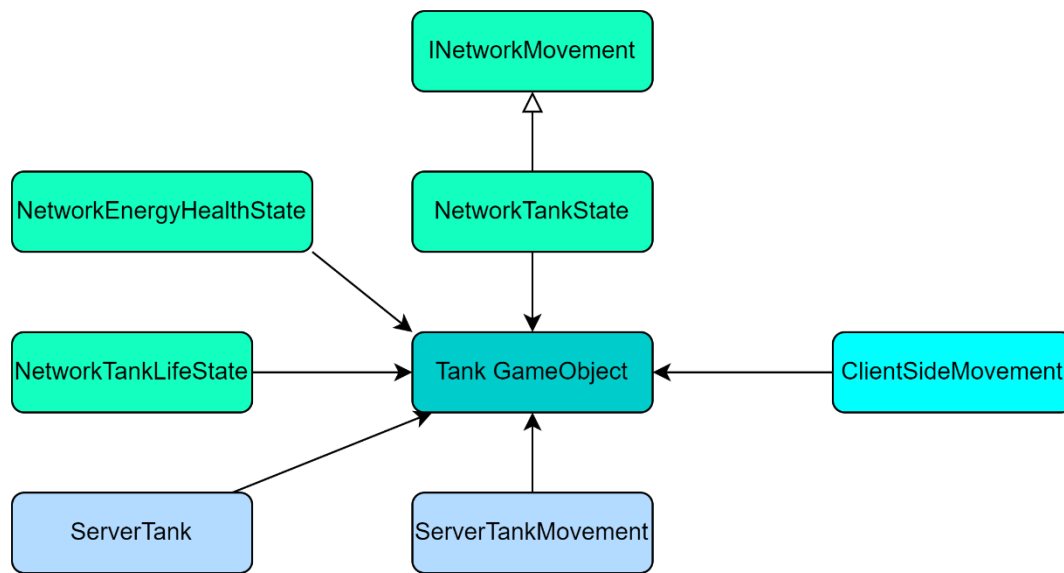 INetworkMovement
NetworkEnergyHealthState
NetworkTankState
NetworkTankLifeState
Tank GameObject
ClientSideMovement
ServerTank
ServerTankMovement